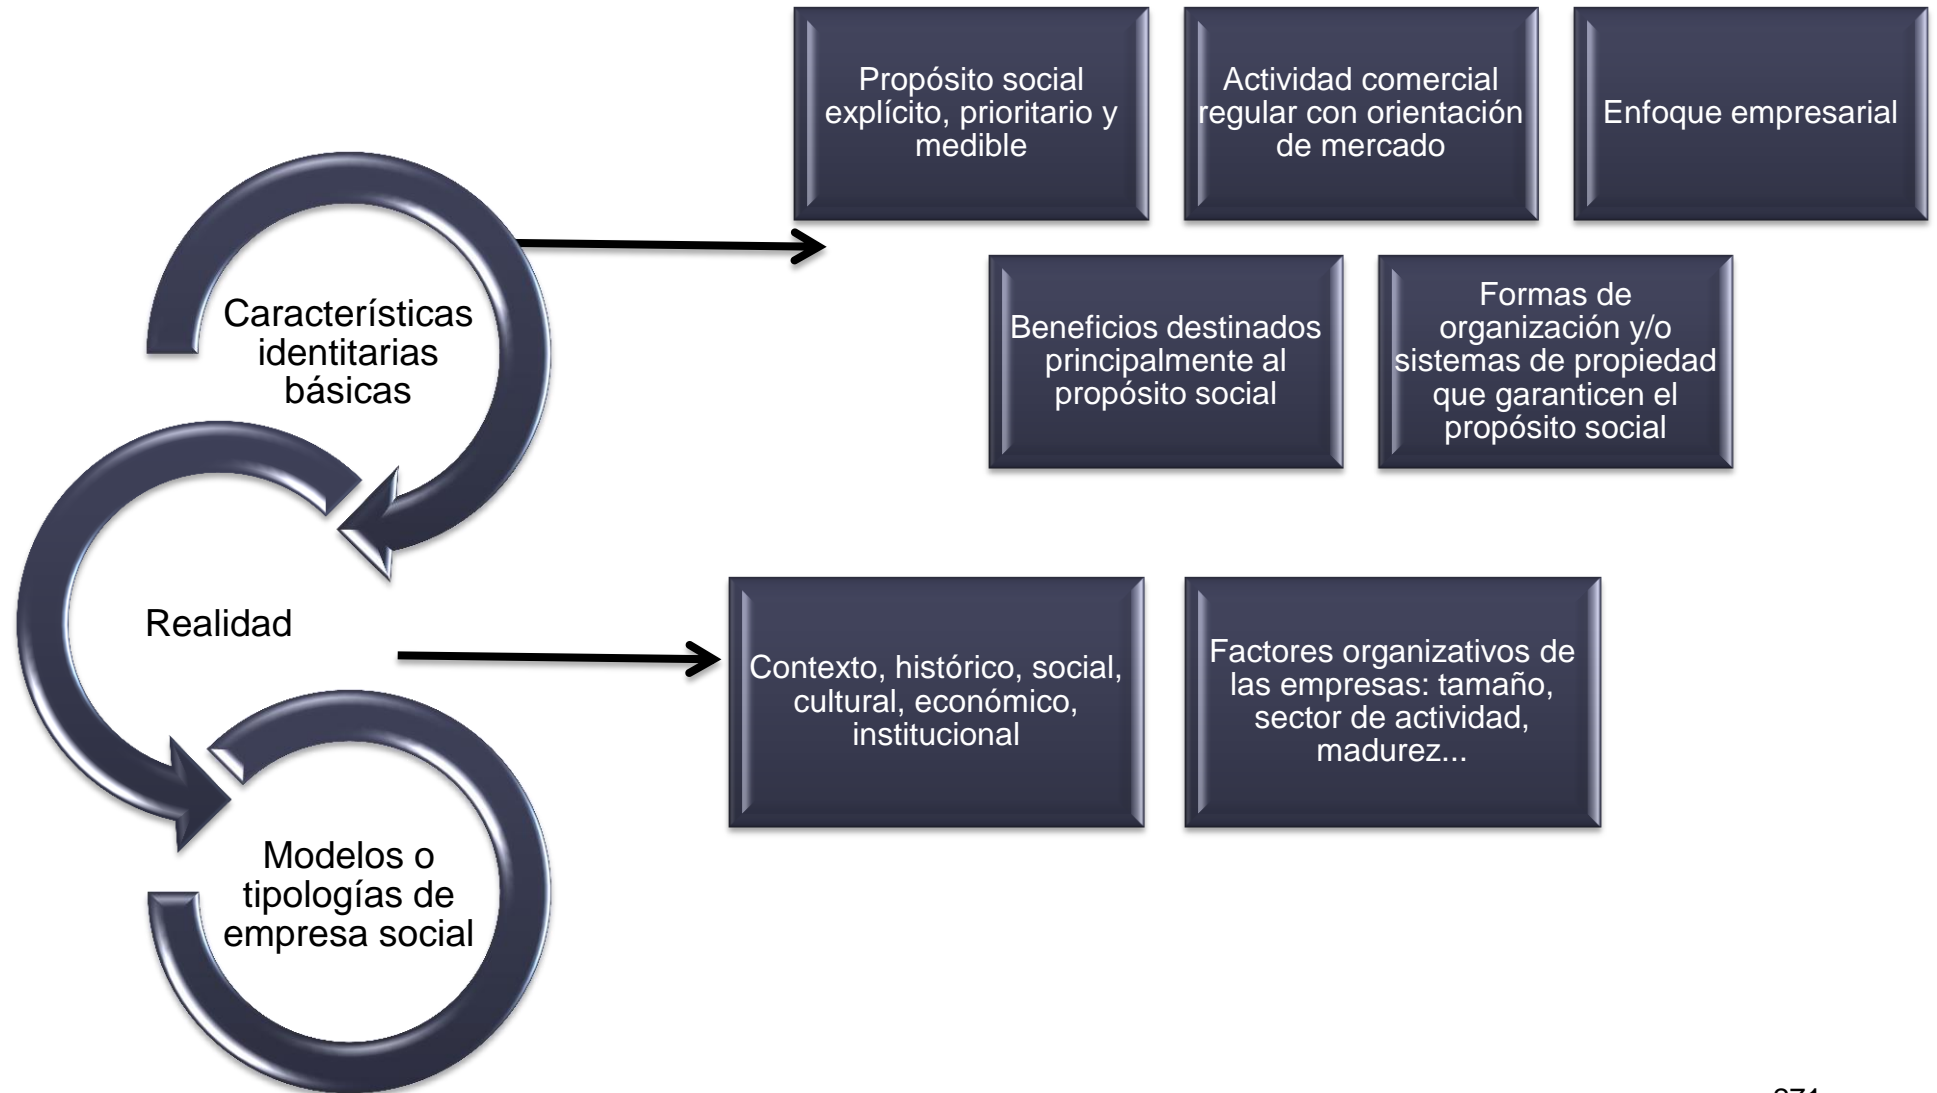 Propósito social
explícito, prioritario y
medible
Actividad comercial
regular con orientación
de mercado
Enfoque empresarial
Beneficios destinados
principalmente al
propósito social
Formas de
organización y/o
sistemas de propiedad
que garanticen el
propósito social
Características
identitarias
básicas
Realidad
Contexto, histórico, social,
cultural, económico,
institucional
Factores organizativos de
las empresas: tamaño,
sector de actividad,
madurez...
Modelos o
tipologías de
empresa social